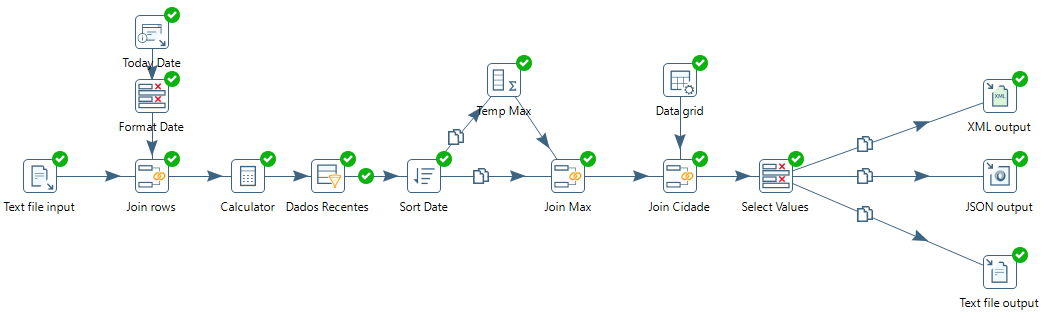 Today Date
Temp Max
Data grid
Format Date
XML output
XML
Text file input
Join rows
Calculator
Dados Recentes
Sort Date
Join Max
Join Cidade
Select Values
JSON output
Text file output